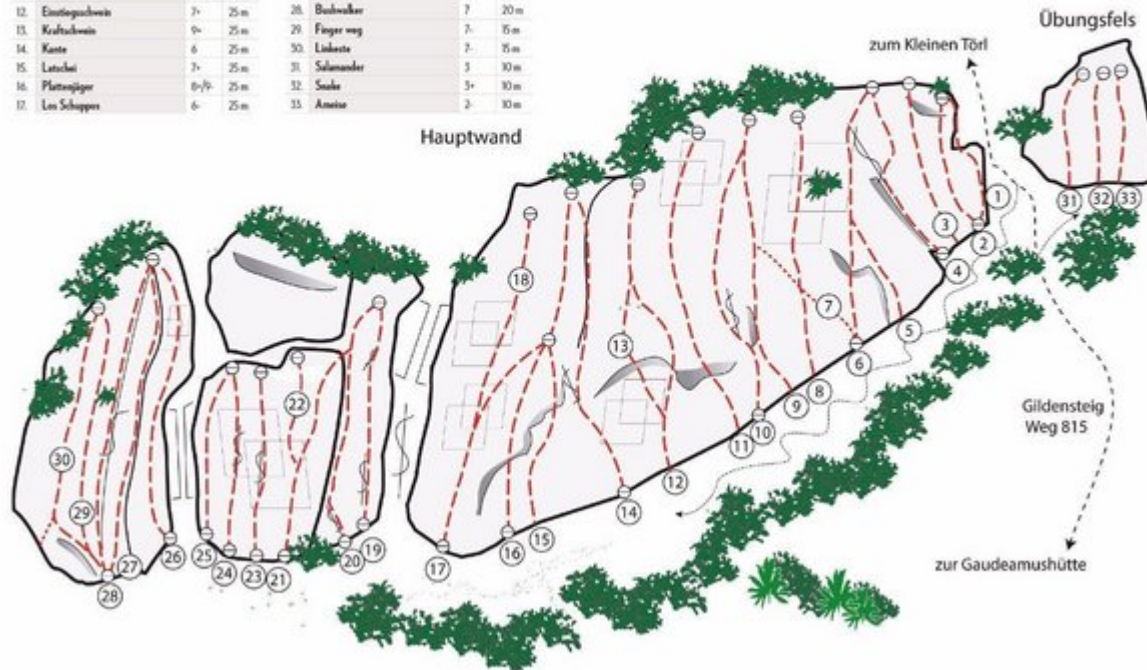 12. Einstiegsschwein 7+ 25 m
13. Kraftschwein 9+ 25 m
14. Kante 6 25 m
15. Latschei 7+ 25 m
16. Plattenjäger 8+/9- 25 m
17. Los Schuppos 6- 25 m
28. Bushwalker 7 20 m
29. Finger weg 7- 15 m
30. Linkeste 7- 15 m
31. Salamander 3 10 m
32. Snake 3+ 10 m
33. Ameise 2- 10 m
Übungsfels
zum Kleinen Törl
Hauptwand
31 32 33
1
2
3
4
5
6
7
8
9
10
11
12
13
14
15
16
17
18
19
20
21
22
23
24
25
26
27
28
29
30
Gildensteig
Weg 815
zur Gaudeamushütte